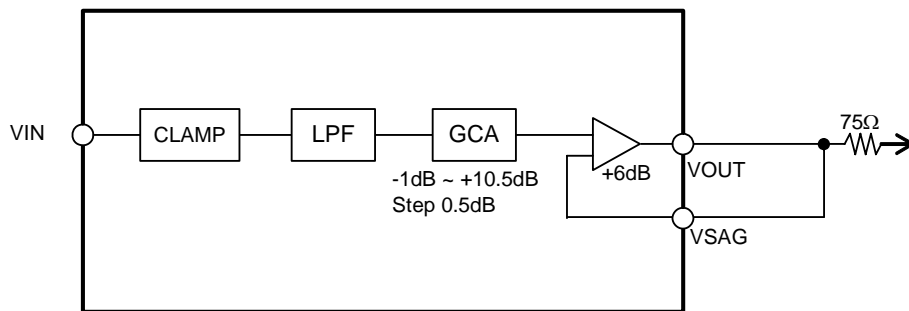 VIN
CLAMP
LPF
GCA
-1dB ~ +10.5dB
Step 0.5dB
+6dB
VOUT
VSAG
75Ω